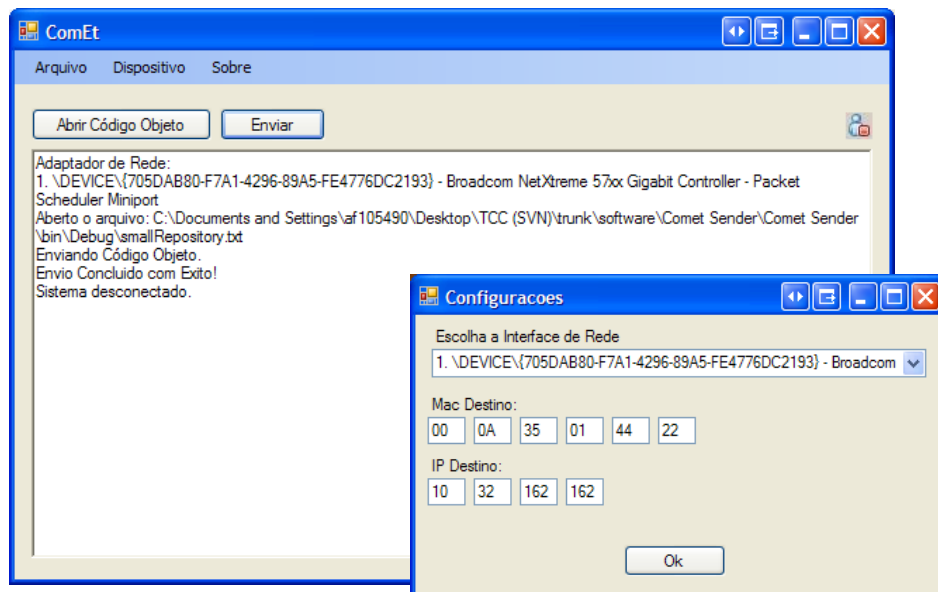 ComEt
Arquivo Dispositivo Sobre
Abrir Código Objeto Enviar
Adaptador de Rede:
1. \DEVICE\{705DAB80-F7A1-4296-89A5-FE4776DC2193} - Broadcom NetXtreme 57xx Gigabit Controller - Packet
Scheduler Miniport
Aberto o arquivo: C:\Documents and Settings\af105490\Desktop\TCC (SVN)\trunk\software\Comet Sender\Comet Sender
\bin\Debug\smallRepository.txt
Enviando Código Objeto.
Envio Concluido com Exito!
Sistema desconectado.
Configuracoes
Escolha a Interface de Rede
1. \DEVICE\{705DAB80-F7A1-4296-89A5-FE4776DC2193} - Broadcom
Mac Destino:
00 0A 35 01 44 22
IP Destino:
10 32 162 162
Ok